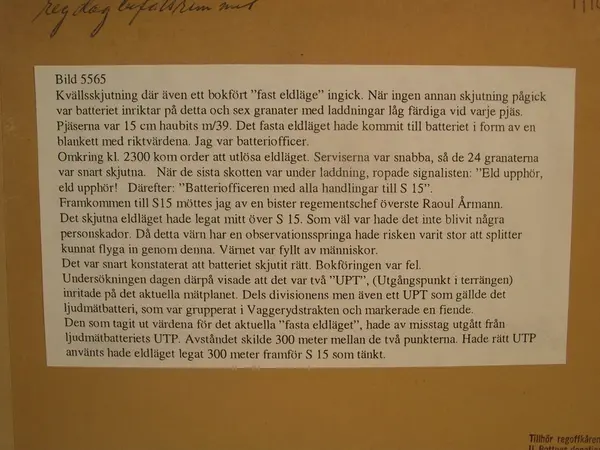 Bild 5565
Kvällsskjutning där även ett bokfört "fast eldläge" ingick. När ingen annan skjutning pågick
var batteriet inriktar på detta och sex granater med laddningar låg färdiga vid varje pjäs.
Pjäserna var 15 cm haubits m/39. Det fasta eldläget hade kommit till batteriet i form av en
blankett med riktvärdena. Jag var batteriofficer.
Omkring kl. 2300 kom order att utlösa eldläget. Serviserna var snabba, så de 24 granaterna
var snart skjutna. När de sista skotten var under laddning, ropade signalisten: "Eld upphör,
eld upphör! Därefter: "Batteriofficeren med alla handlingar till S 15".
Framkommen till S15 möttes jag av en bister regementschef överste Raoul Årmann.
Det skjutna eldläget hade legat mitt över S 15. Som väl var hade det inte blivit några
personskador. Då detta värn har en observationsspringa hade risken varit stor att splitter
kunnat flyga in genom denna. Värnet var fyllt av människor.
Det var snart konstaterat att batteriet skjutit rätt. Bokföringen var fel.
Undersökningen dagen därpå visade att det var två "UPT", (Utgångspunkt i terrängen)
inritade på det aktuella mätplanet. Dels divisionens men även ett UPT som gällde det
ljudmätbatteri, som var grupperat i Vaggerydstrakten och markerade en fiende.
Den som tagit ut värdena för det aktuella "fasta eldläget", hade av misstag utgått från
ljudmätbatteriets UTP. Avståndet skilde 300 meter mellan de två punkterna. Hade rätt UTP
använts hade eldläget legat 300 meter framför S 15 som tänkt.
Tillhör regoffkåren